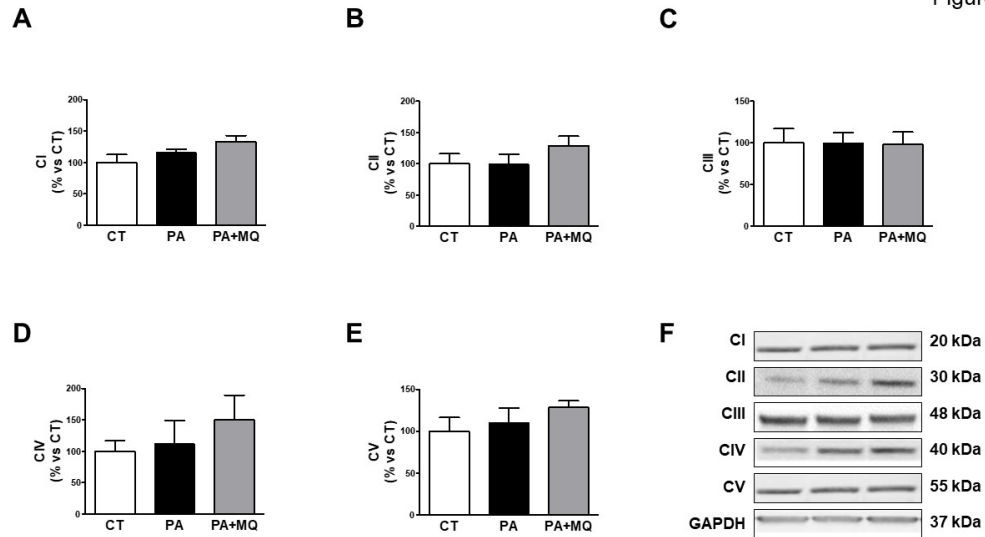 Figure
A
B
C
200
150
100
50
0
CI
(% vs CT)
CT PA PA+MQ
200
150
100
50
0
CII
(% vs CT)
CT PA PA+MQ
150
100
50
0
CIII
(% vs CT)
CT PA PA+MQ
D
E
F
200
150
100
50
0
CIV
(% vs CT)
CT PA PA+MQ
150
100
50
0
CV
(% vs CT)
CT PA PA+MQ
CI 20 kDa
CII 30 kDa
CIII 48 kDa
CIV 40 kDa
CV 55 kDa
GAPDH 37 kDa